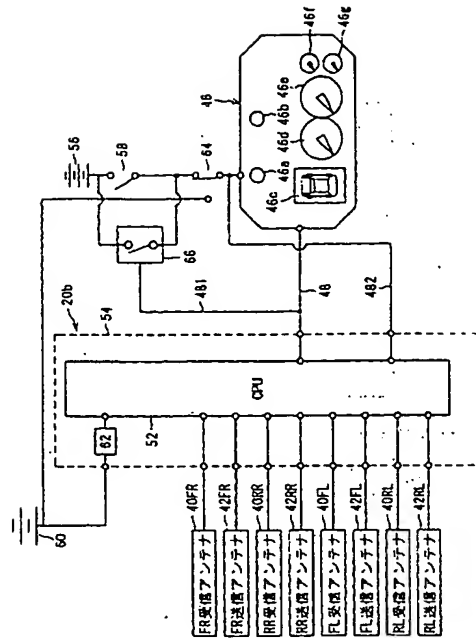 60
20b
54
52
62
CPU
56
58
64
66
481
48
482
46
46a
46b
46c
46d
46e
46f
46g
FR受信アンテナ
40FR
FR送信アンテナ
42FR
RR受信アンテナ
40RR
RR送信アンテナ
42RR
FL受信アンテナ
40FL
FL送信アンテナ
42FL
RL受信アンテナ
40RL
RL送信アンテナ
42RL